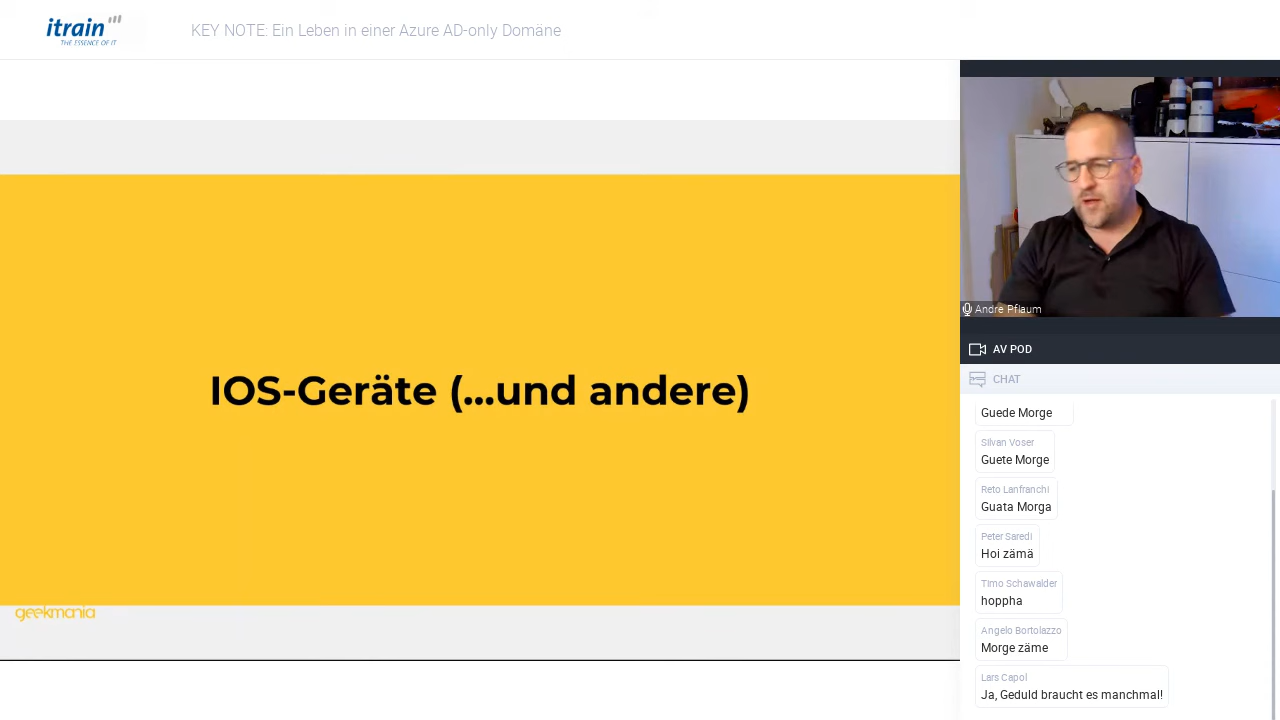 itrain
THE ESSENCE OF IT
KEY NOTE: Ein Leben in einer Azure AD-only Domäne
IOS-Geräte (...und andere)
geekmania
Andre Pflaum
AV POD
CHAT
Guede Morge
Silvan Voser
Guete Morge
Reto Lanfranchi
Guata Morga
Peter Saredi
Hoi zämä
Timo Schawalder
hoppha
Angelo Bortolazzo
Morge zäme
Lars Capol
Ja, Geduld braucht es manchmal!